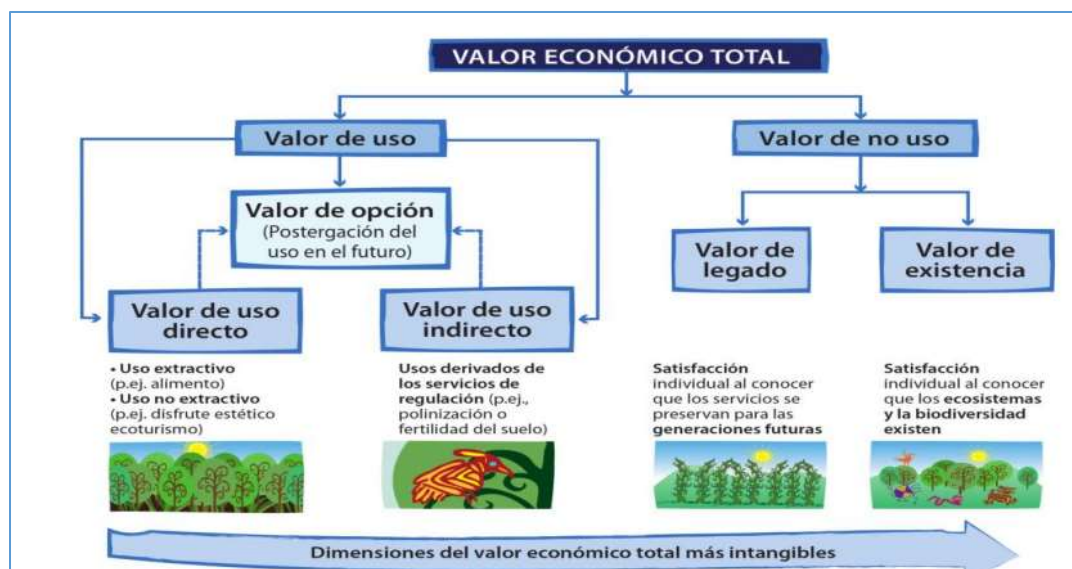 VALOR ECONÓMICO TOTAL
Valor de uso
Valor de no uso
Valor de opción
(Postergación del
uso en el futuro)
Valor de uso
directo
Valor de uso
indirecto
Valor de
legado
Valor de
existencia
• Uso extractivo
(p.ej. alimento)
• Uso no extractivo
(p.ej. disfrute estético
ecoturismo)
Usos derivados de
los servicios de
regulación (p.ej.,
polinización o
fertilidad del suelo)
Satisfacción
individual al conocer
que los servicios se
preservan para las
generaciones futuras
Satisfacción
individual al conocer
que los ecosistemas
y la biodiversidad
existen
Dimensiones del valor económico total más intangibles